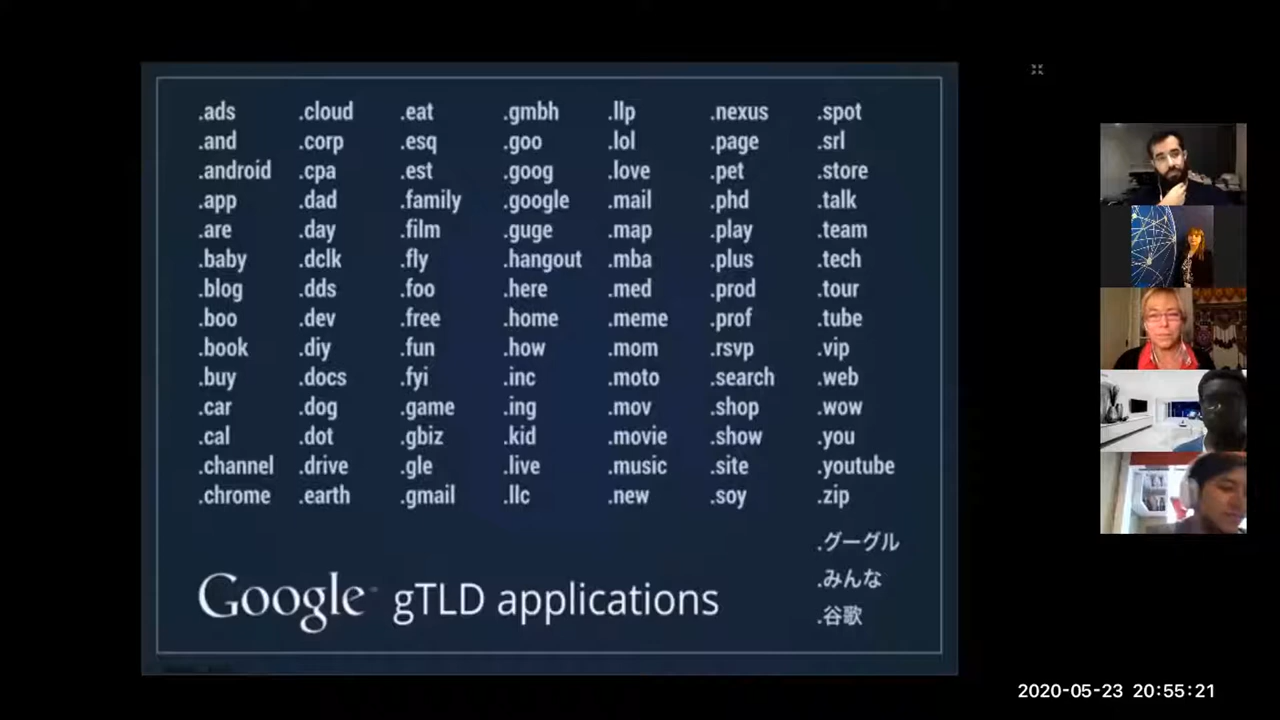 .ads .cloud .eat .gmbh .llp .nexus .spot
.and .corp .esq .goo .lol .page .srl
.android .cpa .est .goog .love .pet .store
.app .dad .family .google .mail .phd .talk
.are .day .film .guge .map .play .team
.baby .dclk .fly .hangout .mba .plus .tech
.blog .dds .foo .here .med .prod .tour
.boo .dev .free .home .meme .prof .tube
.book .diy .fun .how .mom .rsvp .vip
.buy .docs .fyi .inc .moto .search .web
.car .dog .game .ing .mov .shop .wow
.cal .dot .gbiz .kid .movie .show .you
.channel .drive .gle .live .music .site .youtube
.chrome .earth .gmail .llc .new .soy .zip
.グーグル
.みんな
.谷歌
Google gTLD applications
2020-05-23 20:55:21